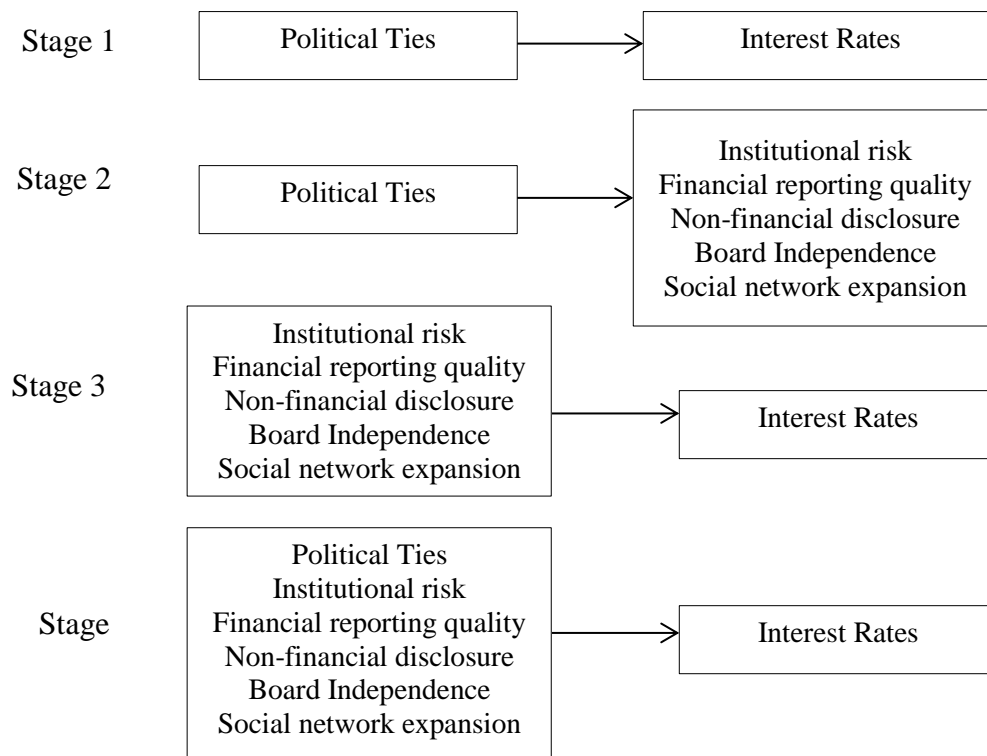 Stage 1
Political Ties
Interest Rates
Stage 2
Political Ties
Institutional risk
Financial reporting quality
Non-financial disclosure
Board Independence
Social network expansion
Stage 3
Institutional risk
Financial reporting quality
Non-financial disclosure
Board Independence
Social network expansion
Interest Rates
Stage
Political Ties
Institutional risk
Financial reporting quality
Non-financial disclosure
Board Independence
Social network expansion
Interest Rates